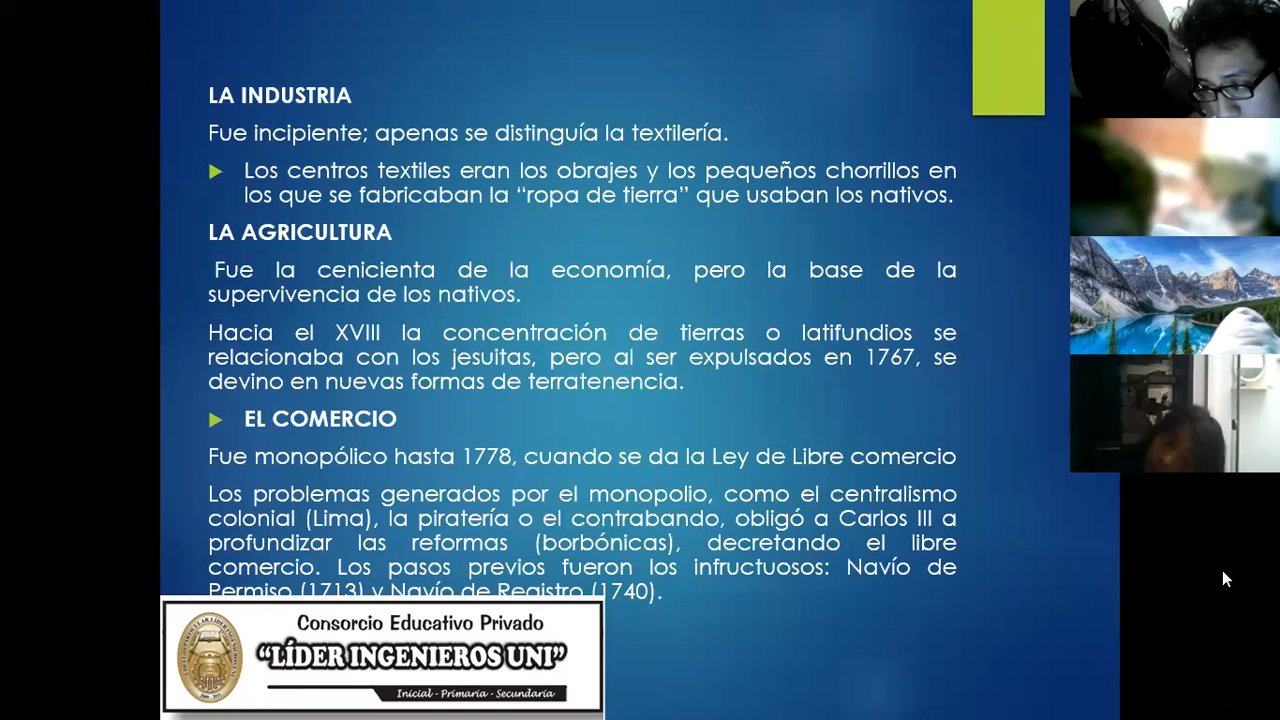 LA INDUSTRIA
Fue incipiente; apenas se distinguía la textilería.
Los centros textiles eran los obrajes y los pequeños chorrillos en
los que se fabricaban la “ropa de tierra” que usaban los nativos.
LA AGRICULTURA
Fue la cenicienta de la economía, pero la base de la
supervivencia de los nativos.
Hacia el XVIII la concentración de tierras o latifundios se
relacionaba con los jesuitas, pero al ser expulsados en 1767, se
devino en nuevas formas de terratenencia.
EL COMERCIO
Fue monopólico hasta 1778, cuando se da la Ley de Libre comercio
Los problemas generados por el monopolio, como el centralismo
colonial (Lima), la piratería o el contrabando, obligó a Carlos III a
profundizar las reformas (borbónicas), decretando el libre
comercio. Los pasos previos fueron los infructuosos: Navío de
Permiso (1713) y Navío de Registro (1740).
Consorcio Educativo Privado
“LÍDER INGENIEROS UNI”
Inicial - Primaria - Secundaria